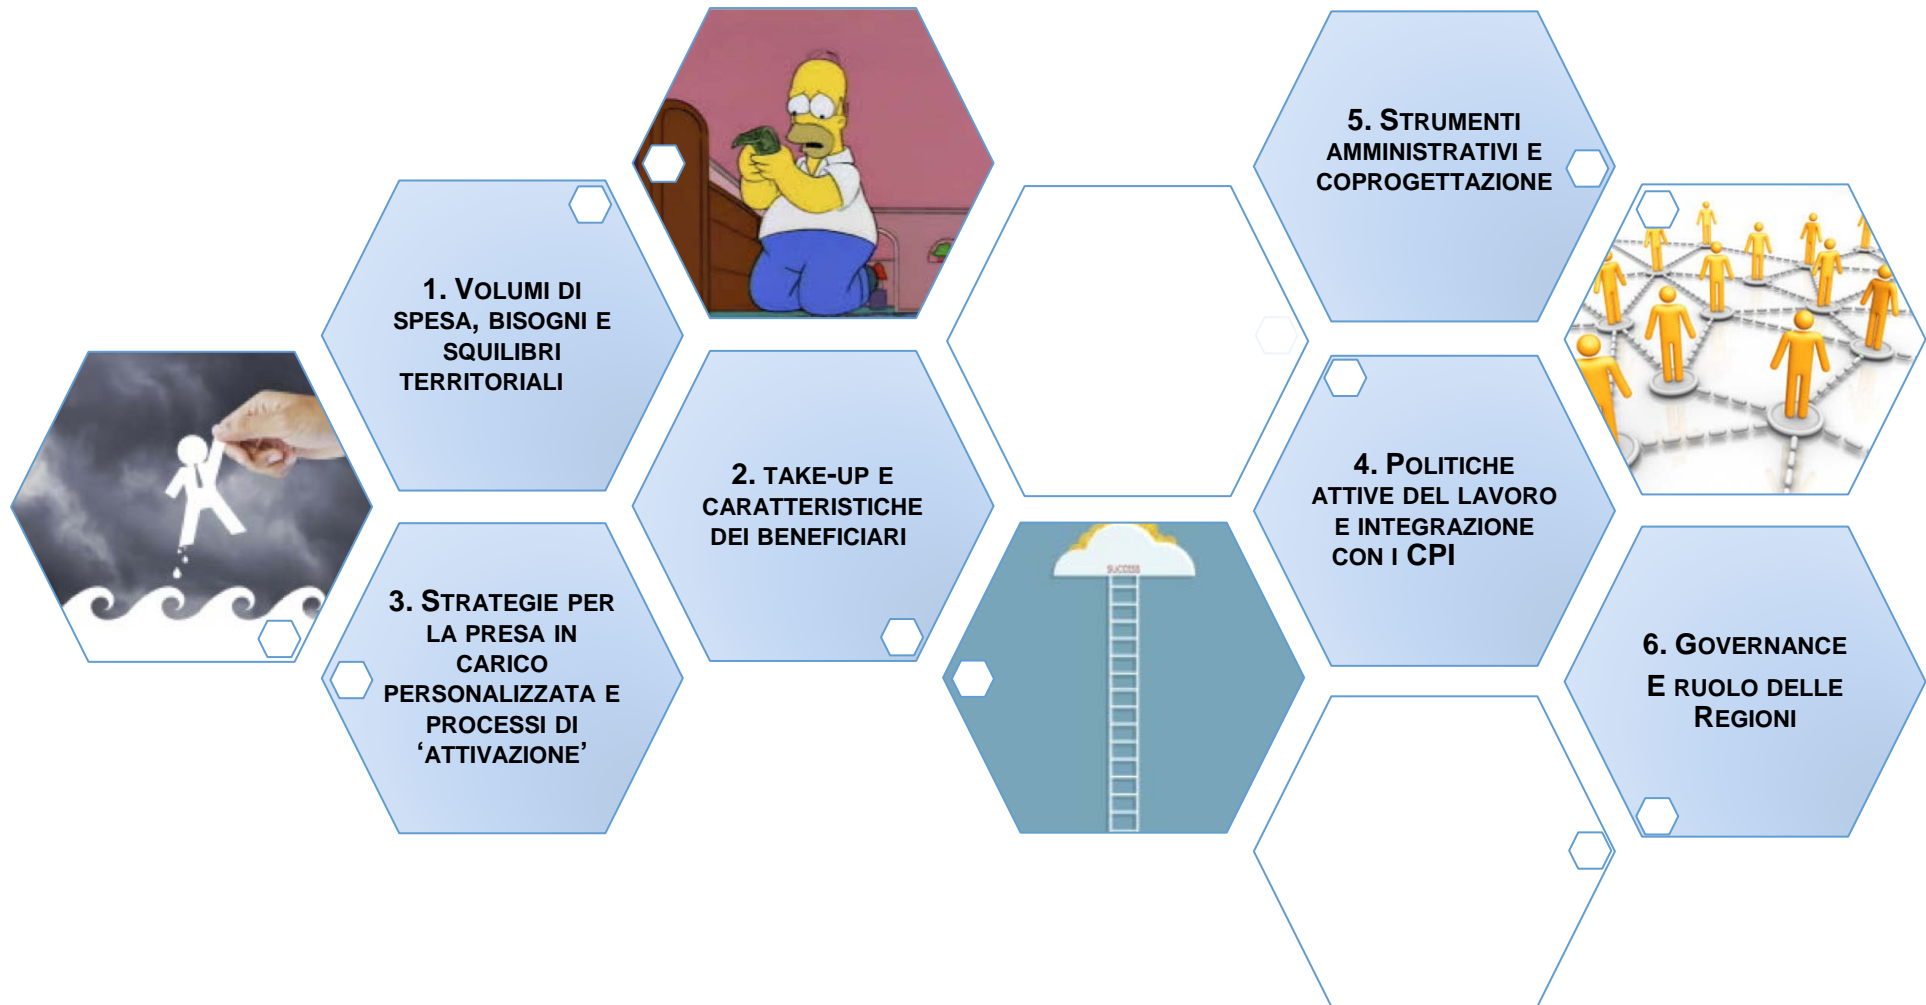 1. Volumi di
spesa, bisogni e
squilibri
territoriali
2. take-up e
caratteristiche
dei beneficiari
3. Strategie per
la presa in
carico
personalizzata e
processi di
‘attivazione’
4. Politiche
attive del lavoro
e integrazione
con i CPI
5. Strumenti
amministrativi e
coprogettazione
6. Governance
E ruolo delle
Regioni
SUCCESS